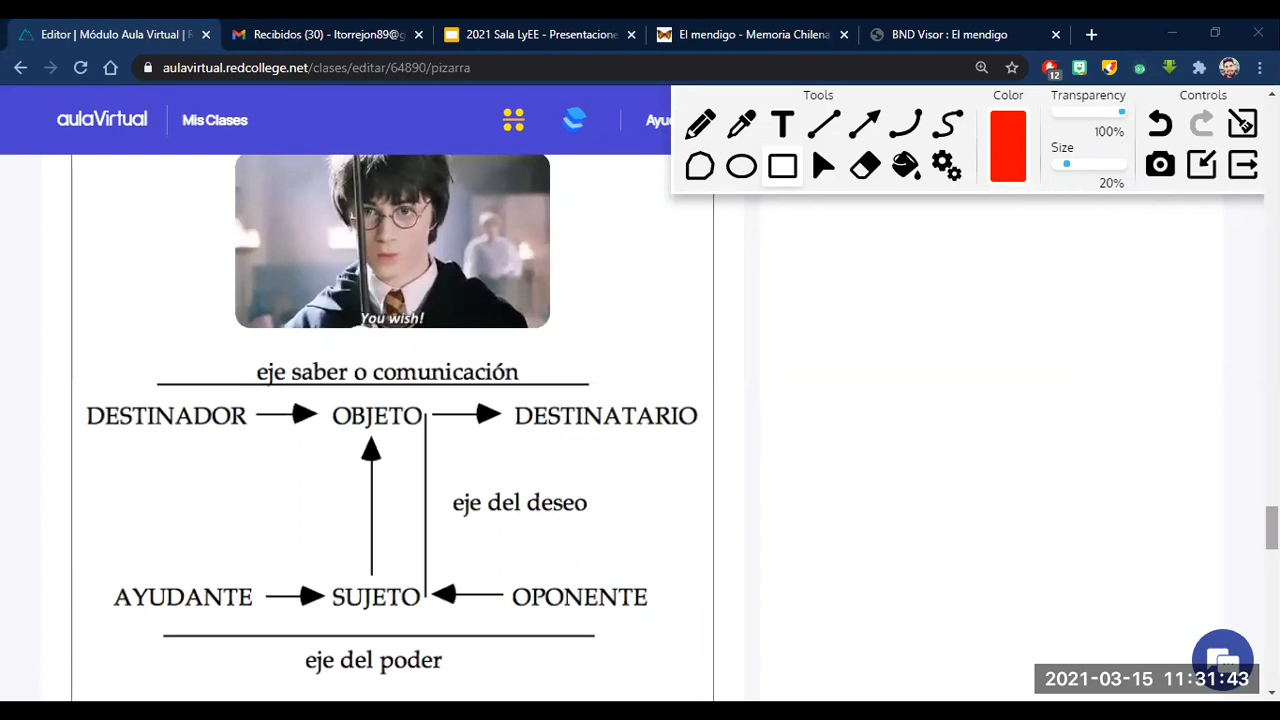 Editor | Módulo Aula Virtual | R
Recibidos (30) - ltorrejon89@g
2021 Sala LyEE - Presentacione
El mendigo - Memoria Chilena
BND Visor : El mendigo
aulavirtual.redcollege.net/clases/editar/64890/pizarra
12
aulaVirtual
Mis Clases
Ayu
Tools
Color
Transparency
Controls
100%
Size
20%
You wish!
eje saber o comunicación
DESTINADOR
OBJETO
DESTINATARIO
eje del deseo
AYUDANTE
SUJETO
OPONENTE
eje del poder
2021-03-15 11:31:43